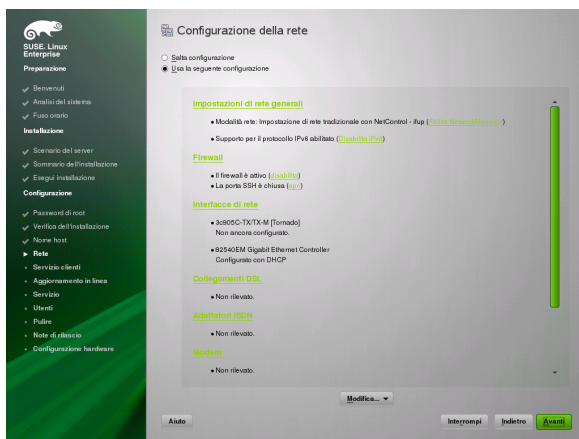 SUSE. Linux
Enterprise
Preparazione
Benvenuti
Analisi del sistema
Fuso orario
Installazione
Scenario del server
Sommario dell'installazione
Esegui installazione
Configurazione
Password di root
Verifica dell'installazione
Nome host
Rete
Servizio clienti
Aggiornamento in linea
Servizio
Utenti
Pulire
Note di rilascio
Configurazione hardware
Configurazione della rete
Salta configurazione
Usa la seguente configurazione
Impostazioni di rete generali
Modalità rete: Impostazione di rete tradizionale con NetControl - ifup (
Supporto per il protocollo IPv6 abilitato (Disabilita IPv6)
Firewall
Il firewall è attivo (disabilita)
La porta SSH è chiusa (apri)
Interfacce di rete
3c905C-TX/TX-M [Tornado]
Non ancora configurato.
82540EM Gigabit Ethernet Controller
Configurato con DHCP
Collegamenti DSL
Non rilevato.
Adattatori ISDN
Non rilevato.
Modem
Non rilevato.
Modifica...
Aiuto
Interrompi
Indietro
Avanti